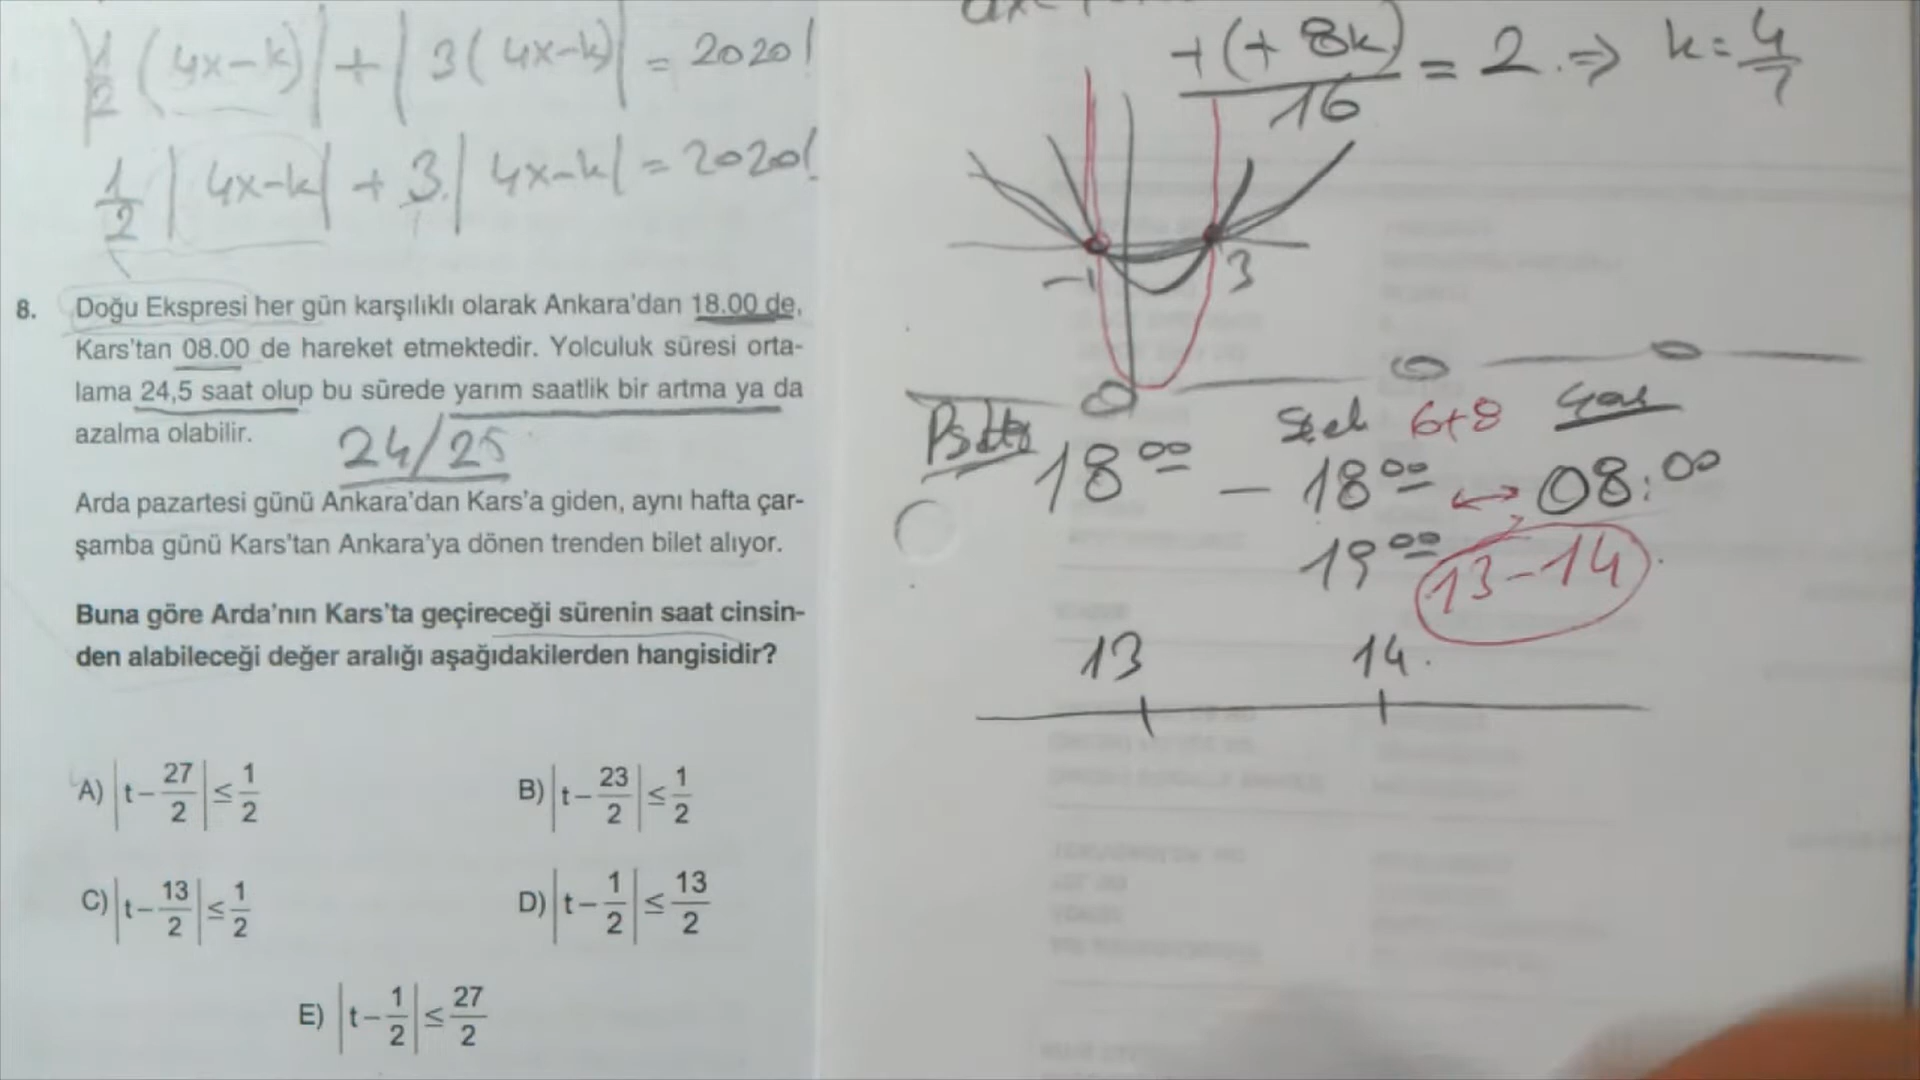 1/2 (4x-k)| + | 3(4x-k)| = 2020!
1/2 | 4x-k| + 3.| 4x-k| = 2020!
8. Doğu Ekspresi her gün karşılıklı olarak Ankara'dan 18.00 de,
Kars'tan 08.00 de hareket etmektedir. Yolculuk süresi orta-
lama 24,5 saat olup bu sürede yarım saatlik bir artma ya da
azalma olabilir.
24/25
Arda pazartesi günü Ankara'dan Kars'a giden, aynı hafta çar-
şamba günü Kars'tan Ankara'ya dönen trenden bilet alıyor.
Buna göre Arda'nın Kars'ta geçireceği sürenin saat cinsin-
den alabileceği değer aralığı aşağıdakilerden hangisidir?
A) |t - 27/2| ≤ 1/2
B) |t - 23/2| ≤ 1/2
C) |t - 13/2| ≤ 1/2
D) |t - 1/2| ≤ 13/2
E) |t - 1/2| ≤ 27/2
+(+8k)/16 = 2. ⇒ k = 4/
-1 3
6+8
18 00 - 18 00 ↔ 08:00
19 00
13-14
13 14.